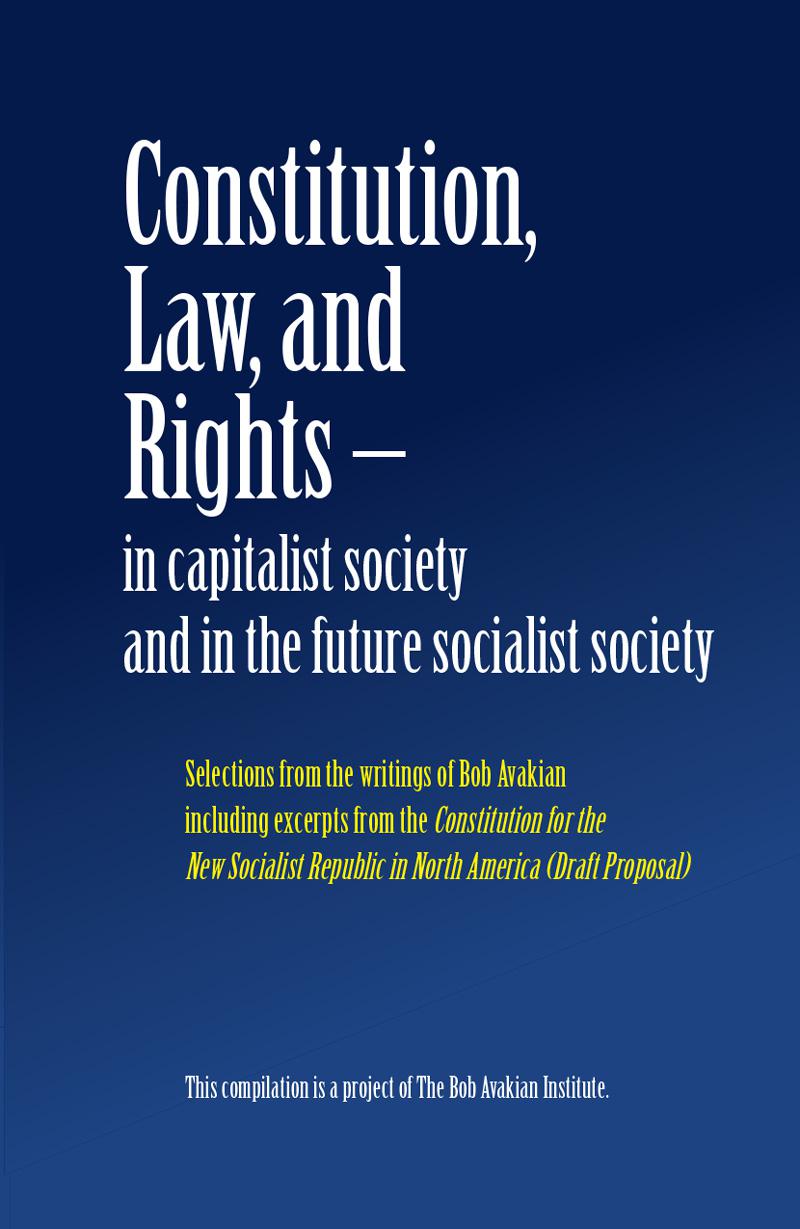 Constitution,
Law, and
Rights –
in capitalist society
and in the future socialist society
Selections from the writings of Bob Avakian
including excerpts from the Constitution for the
New Socialist Republic in North America (Draft Proposal)
This compilation is a project of The Bob Avakian Institute.